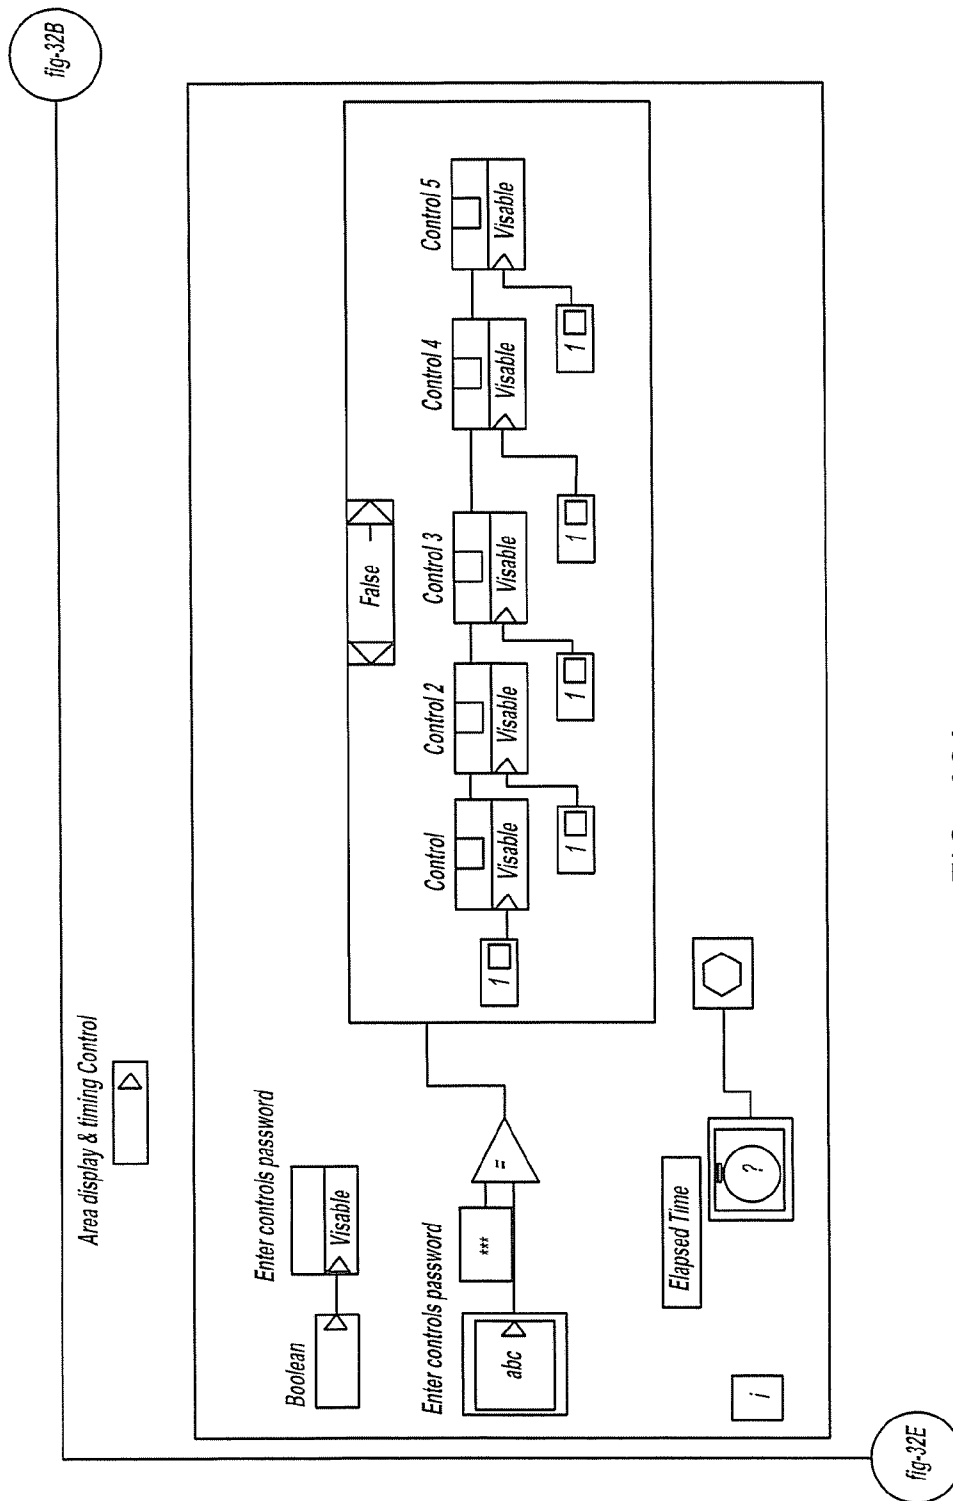 fig-32B
Area display & timing Control
Enter controls password
Boolean
Visable
Enter controls password
abc
***
=
False
Control
Control 2
Control 3
Control 4
Control 5
Visable
Visable
Visable
Visable
Visable
1
1
1
1
1
Elapsed Time
?
i
fig-32E